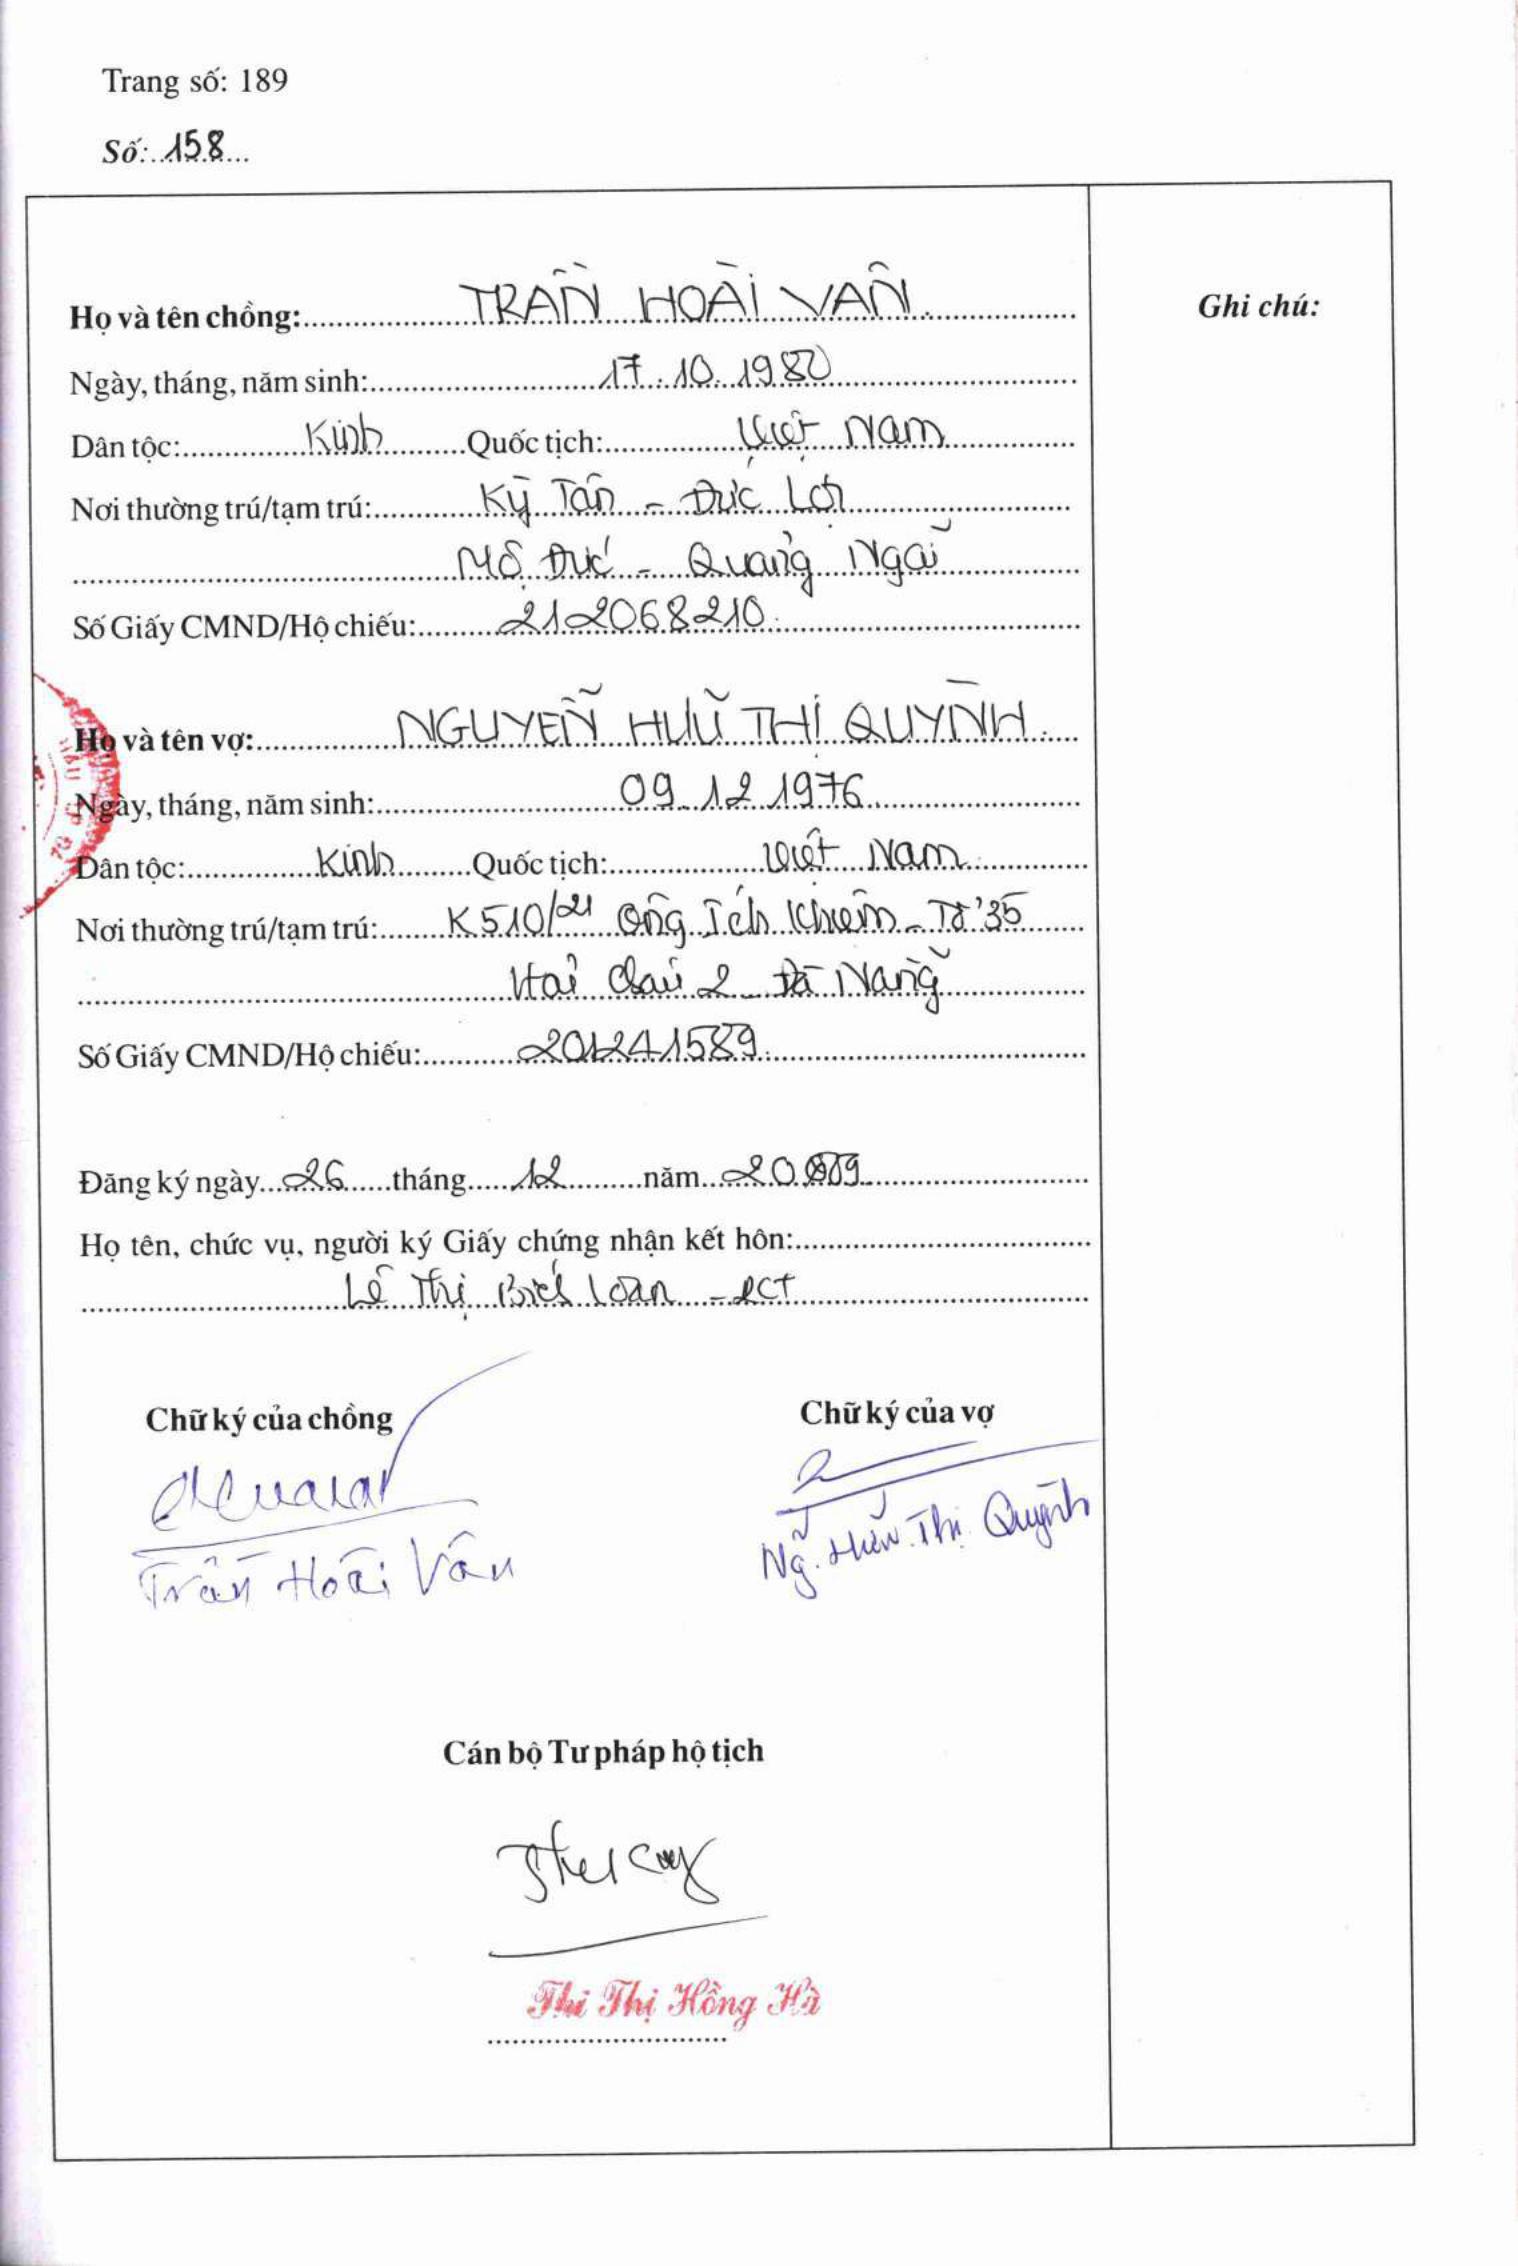 Trang số: 189
Số: 158
Họ và tên chồng: TRẦN HOÀI VÂN
Ghi chú:
Ngày, tháng, năm sinh: 17.10.1980
Dân tộc: Kinh Quốc tịch: Việt Nam
Nơi thường trú/tạm trú: Kỳ Tân - Đức Lợi
Mộ Đức - Quảng Ngãi
Số Giấy CMND/Hộ chiếu: 212068210
Họ và tên vợ: NGUYỄN HỮU THỊ QUỲNH
Ngày, tháng, năm sinh: 09.12.1976
Dân tộc: Kinh Quốc tịch: Việt Nam
Nơi thường trú/tạm trú: K510/21 Ông Ích Khiêm - Tổ 35
Hải Châu 2 - Đà Nẵng
Số Giấy CMND/Hộ chiếu: 201241589
Đăng ký ngày 26 tháng 12 năm 2009
Họ tên, chức vụ, người ký Giấy chứng nhận kết hôn:
Lê Thị Bích Loan - PCT
Chữ ký của chồng
Chữ ký của vợ
Trần Hoài Vân
Ng. Hữu Thị Quỳnh
Cán bộ Tư pháp hộ tịch
Thi Thị Hồng Hà